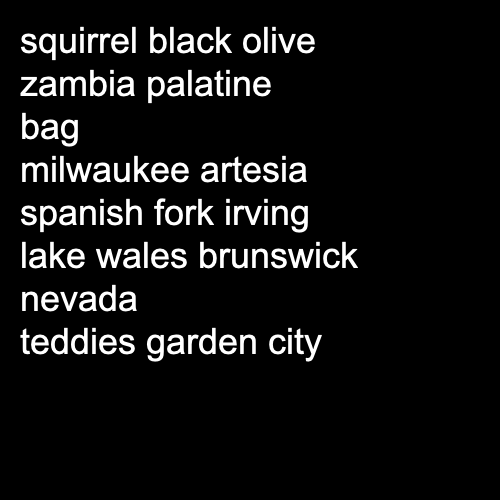 squirrel black olive
zambia palatine
bag
milwaukee artesia
spanish fork irving
lake wales brunswick
nevada
teddies garden city